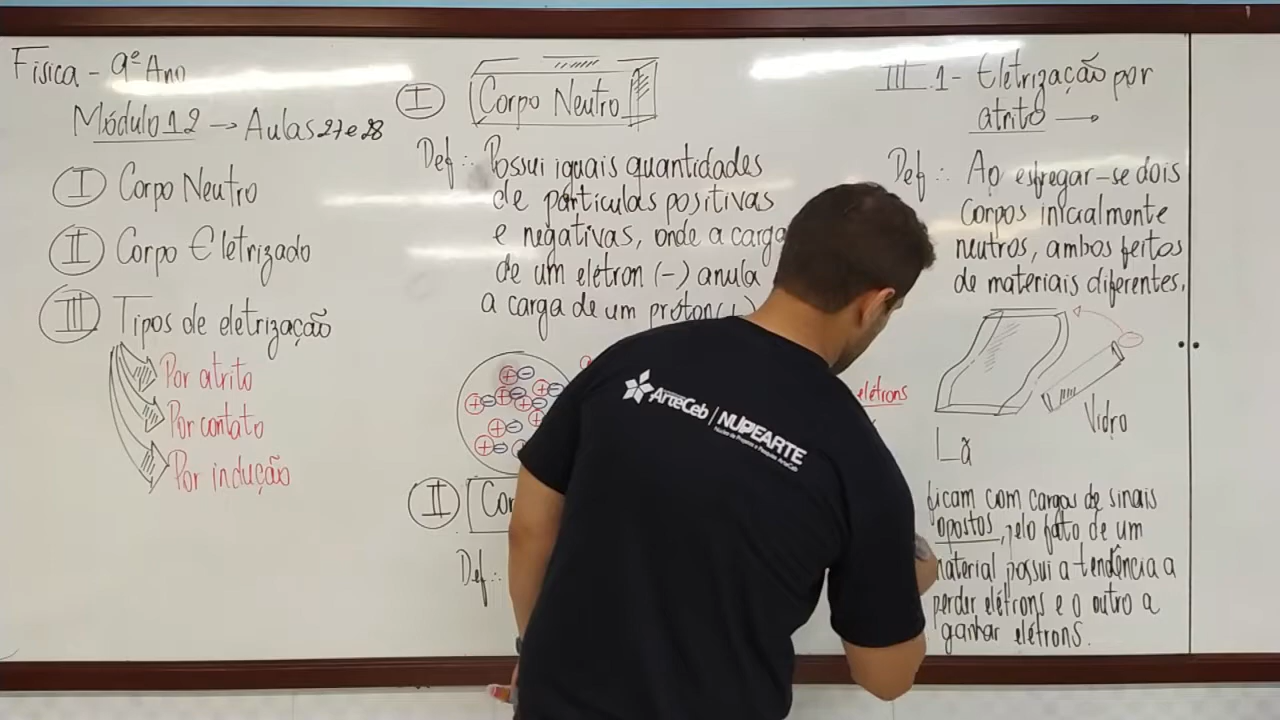 Física - 9º Ano
Módulo 12 → Aulas 27 e 28
I Corpo Neutro
II Corpo Eletrizado
III Tipos de eletrização
Por atrito
Por contato
Por indução
I Corpo Neutro
Def∴ Possui iguais quantidades
de partículas positivas
e negativas, onde a carga
de um elétron (-) anula
a carga de um próton (+)
II
Def∴
elétrons
III.1 - Eletrização por
atrito →
Def∴ Ao esfregar-se dois
corpos inicialmente
neutros, ambos feitos
de materiais diferentes,
Vidro
Lã
ficam com cargas de sinais
opostos, pelo fato de um
material possui a tendência a
perder elétrons e o outro a
ganhar elétrons.
ArteCeb | NUPEARTE